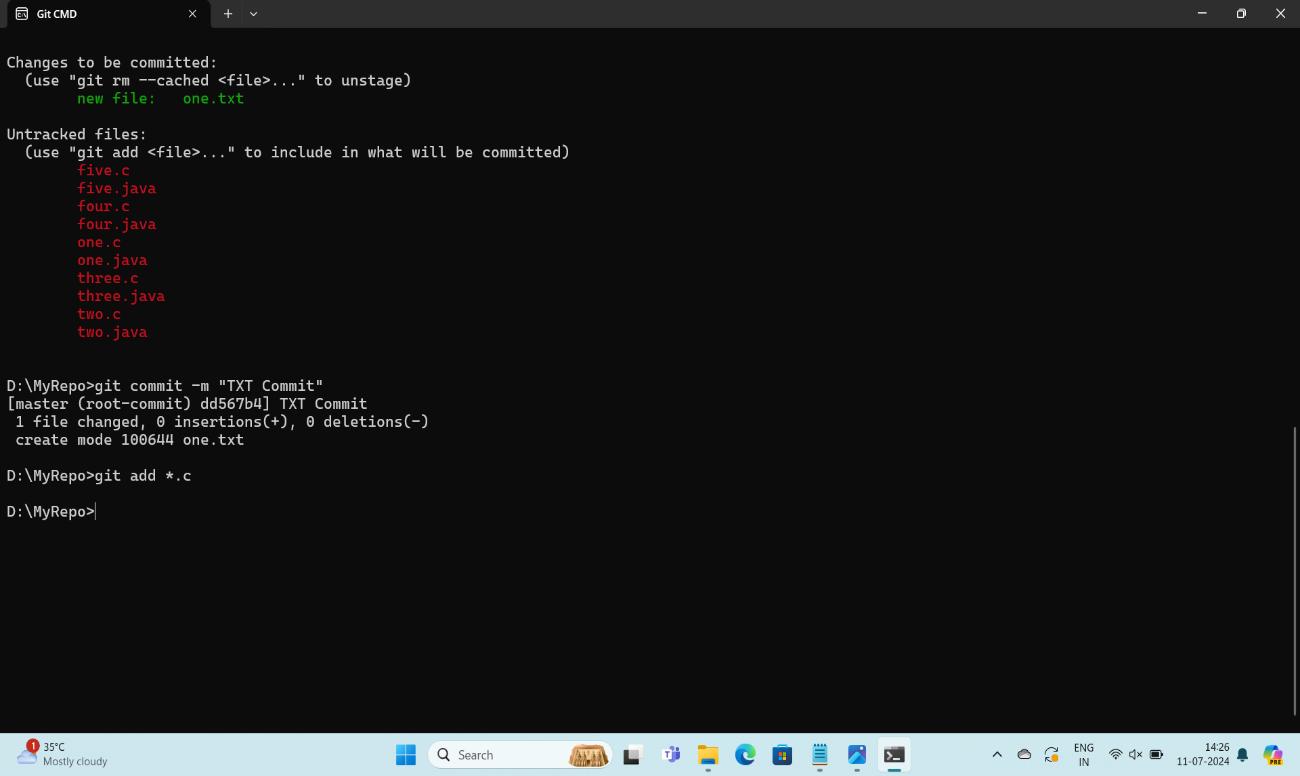 Git CMD
Changes to be committed:
  (use "git rm --cached <file>..." to unstage)
        new file:   one.txt
Untracked files:
  (use "git add <file>..." to include in what will be committed)
        five.c
        five.java
        four.c
        four.java
        one.c
        one.java
        three.c
        three.java
        two.c
        two.java
D:\MyRepo>git commit -m "TXT Commit"
[master (root-commit) dd567b4] TXT Commit
 1 file changed, 0 insertions(+), 0 deletions(-)
 create mode 100644 one.txt
D:\MyRepo>git add *.c
D:\MyRepo>
1
35°C
Mostly cloudy
Search
ENG
IN
14:26
11-07-2024
PRE